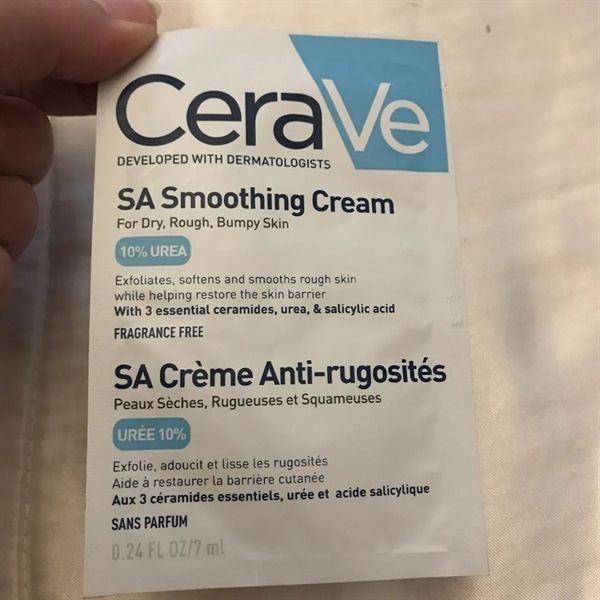 CeraVe
DEVELOPED WITH DERMATOLOGISTS
SA Smoothing Cream
For Dry, Rough, Bumpy Skin
10% UREA
Exfoliates, softens and smooths rough skin
while helping restore the skin barrier
With 3 essential ceramides, urea, & salicylic acid
FRAGRANCE FREE
SA Crème Anti-rugosités
Peaux Sèches, Rugueuses et Squameuses
URÉE 10%
Exfolie, adoucit et lisse les rugosités
Aide à restaurer la barrière cutanée
Aux 3 céramides essentiels, urée et acide salicylique
SANS PARFUM
0.24 FL OZ/7 ml